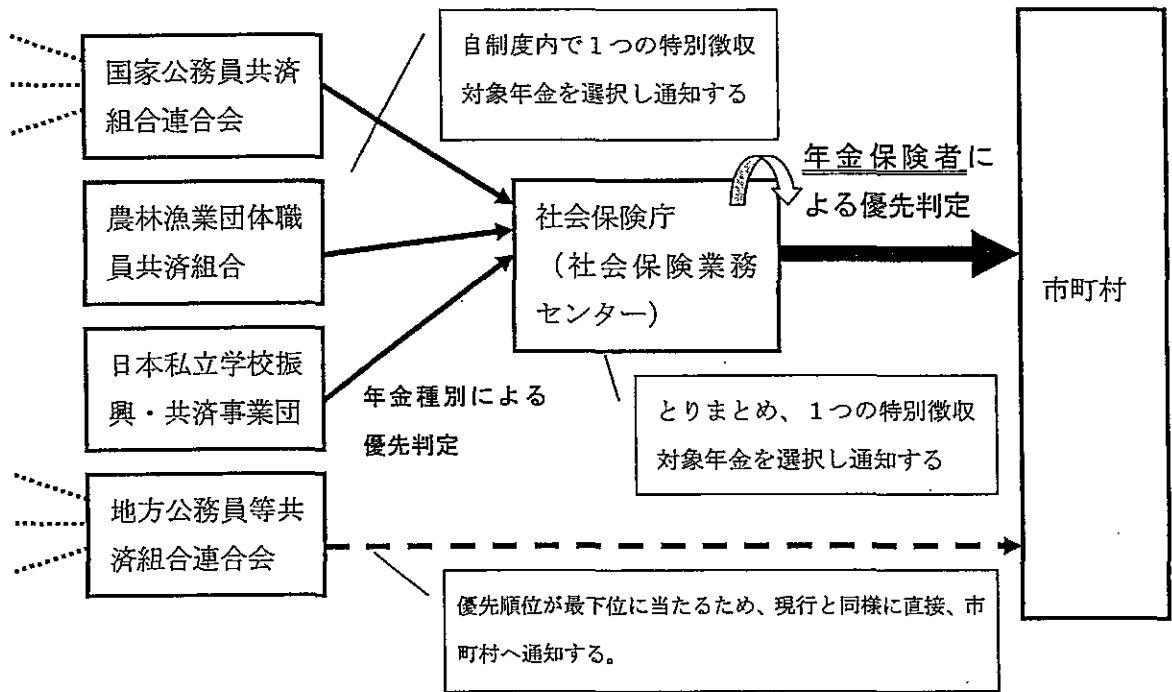 国家公務員共済
組合連合会
自制度内で1つの特別徴収
対象年金を選択し通知する
農林漁業団体職
員共済組合
社会保険庁
(社会保険業務
センター)
年金保険者に
よる優先判定
市町村
日本私立学校振
興・共済事業団
年金種別による
優先判定
とりまとめ、1つの特別徴収
対象年金を選択し通知する
地方公務員等共
済組合連合会
優先順位が最下位に当たるため、現行と同様に直接、市
町村へ通知する。